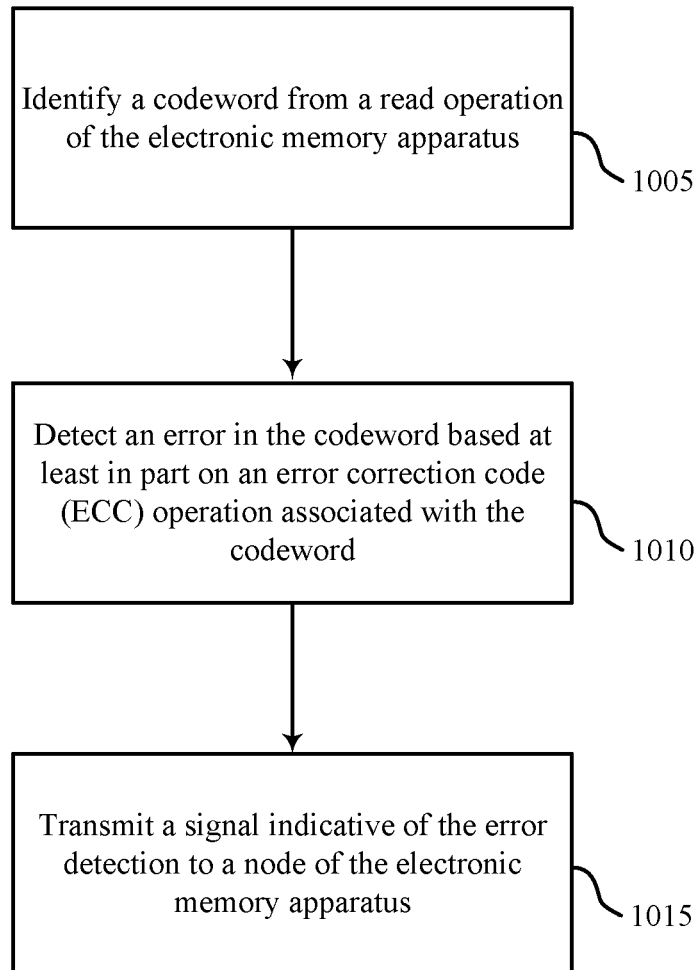 Identify a codeword from a read operation
of the electronic memory apparatus
1005
Detect an error in the codeword based at
least in part on an error correction code
(ECC) operation associated with the
codeword
1010
Transmit a signal indicative of the error
detection to a node of the electronic
memory apparatus
1015